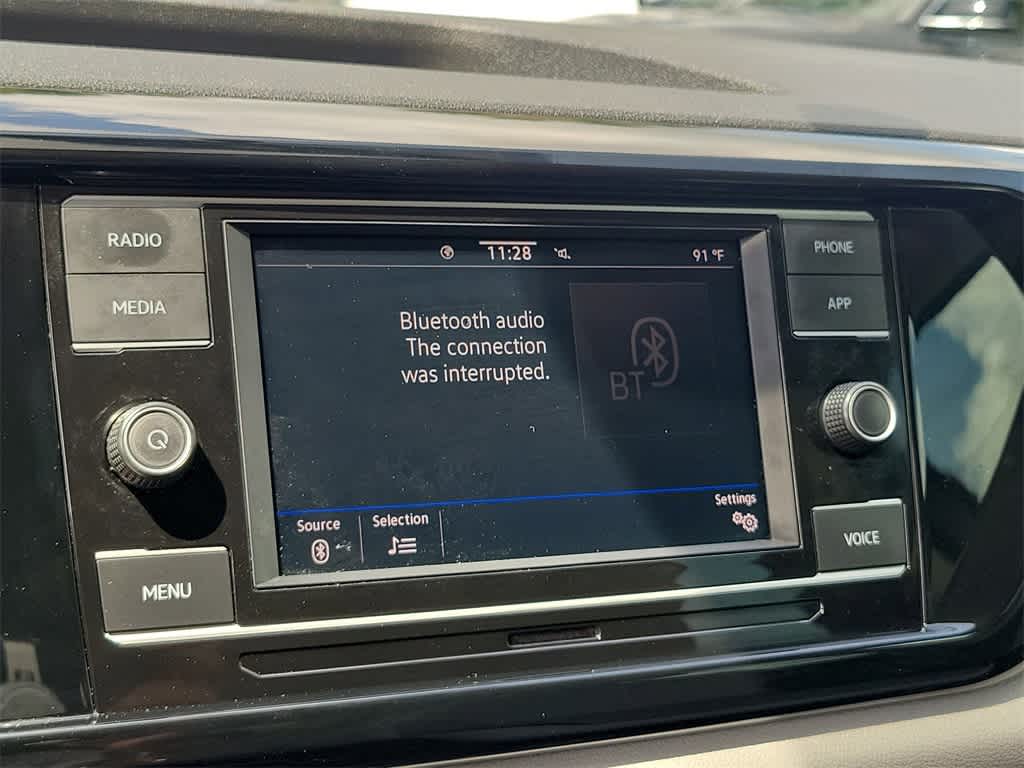 11:28
91 °F
RADIO
MEDIA
PHONE
APP
Bluetooth audio
The connection
was interrupted.
BT
Source
Selection
Settings
MENU
VOICE